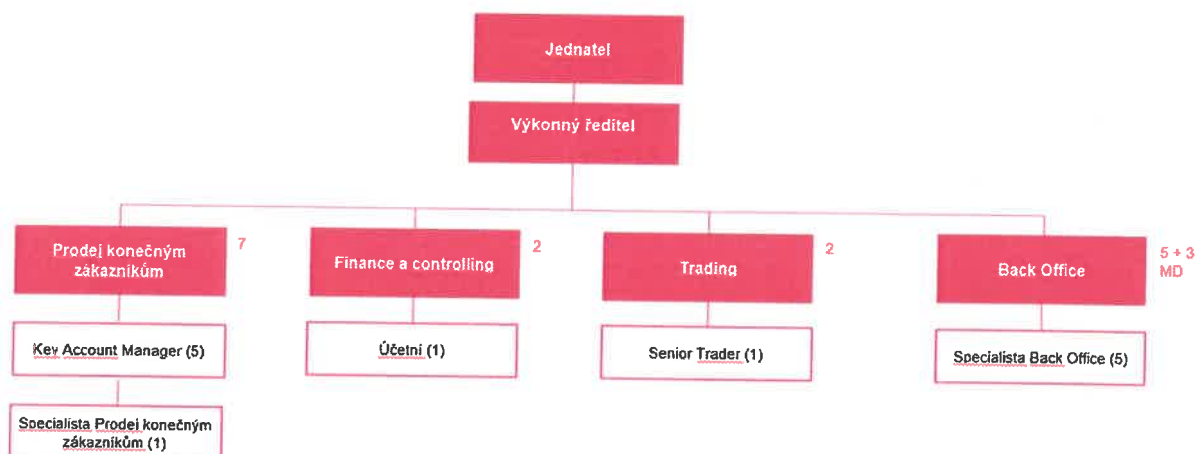 Jednatel
Výkonný ředitel
Prodej konečným
zákazníkům
7
Finance a controlling
2
Trading
2
Back Office
5 + 3
MD
Key Account Manager (5)
Účetní (1)
Senior Trader (1)
Specialista Back Office (5)
Specialista Prodej konečným
zákazníkům (1)